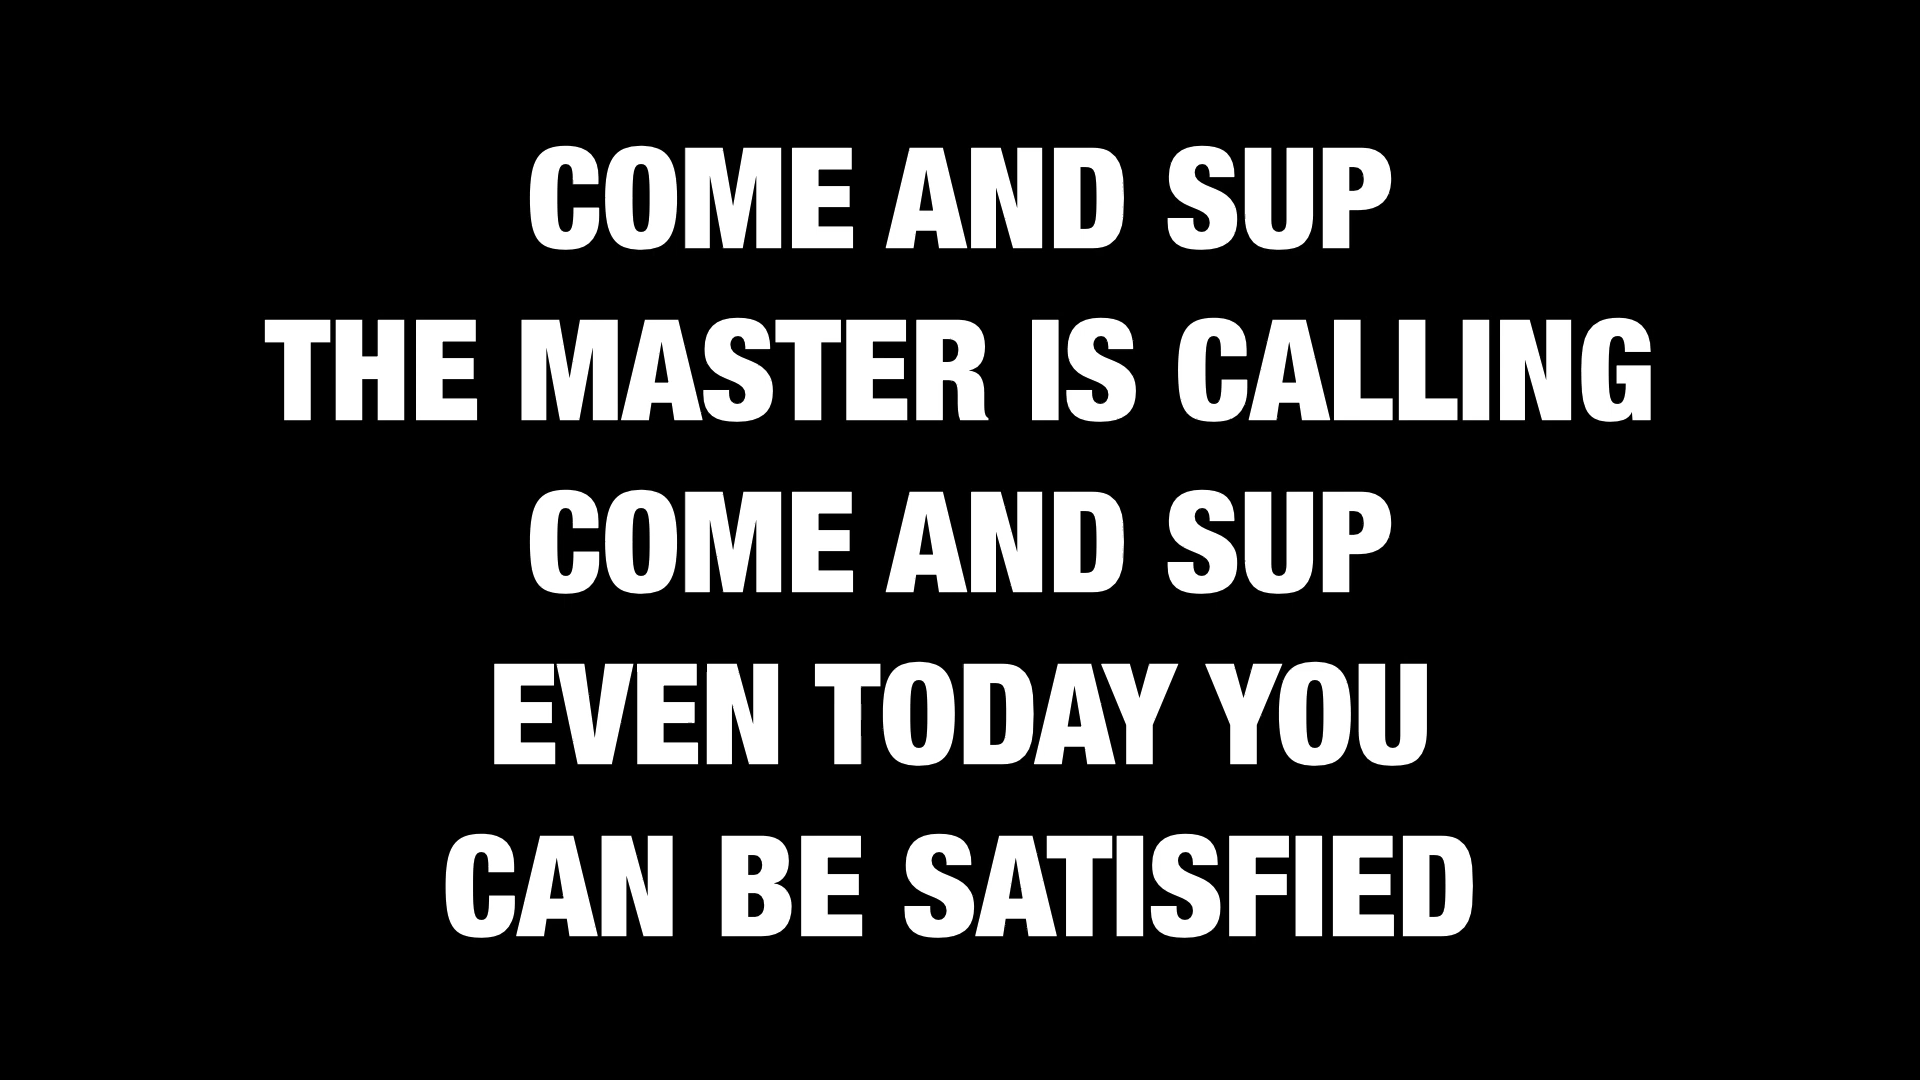 COME AND SUP
THE MASTER IS CALLING
COME AND SUP
EVEN TODAY YOU
CAN BE SATISFIED